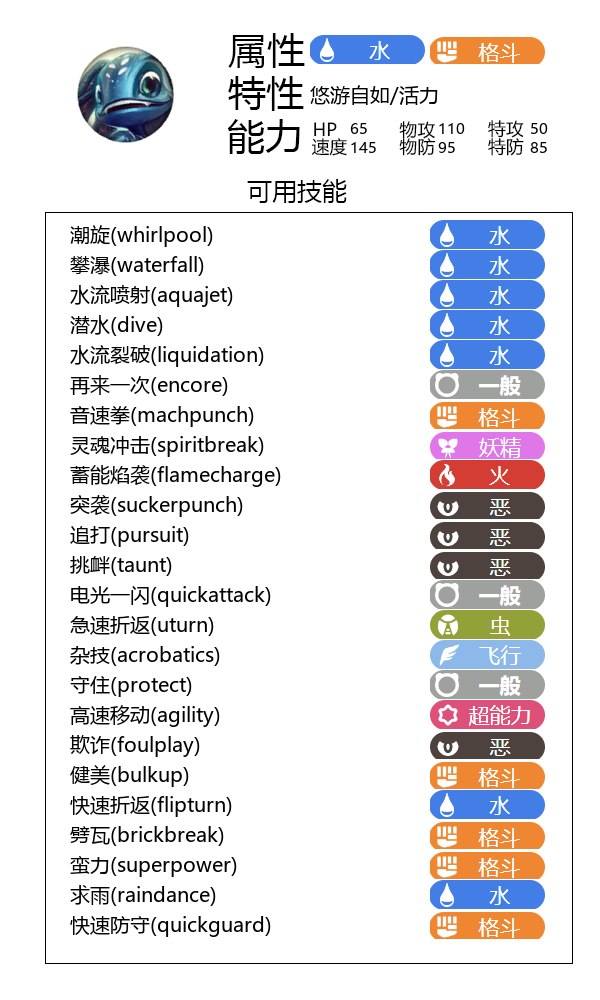 属性 水 格斗
特性 悠游自如/活力
能力 HP 65 物攻 110 特攻 50
速度 145 物防 95 特防 85
可用技能
潮旋(whirlpool) 水
攀瀑(waterfall) 水
水流喷射(aquajet) 水
潜水(dive) 水
水流裂破(liquidation) 水
再来一次(encore) 一般
音速拳(machpunch) 格斗
灵魂冲击(spiritbreak) 妖精
蓄能焰袭(flamecharge) 火
突袭(suckerpunch) 恶
追打(pursuit) 恶
挑衅(taunt) 恶
电光一闪(quickattack) 一般
急速折返(uturn) 虫
杂技(acrobatics) 飞行
守住(protect) 一般
高速移动(agility) 超能力
欺诈(foulplay) 恶
健美(bulkup) 格斗
快速折返(flipturn) 水
劈瓦(brickbreak) 格斗
蛮力(superpower) 格斗
求雨(raindance) 水
快速防守(quickguard) 格斗